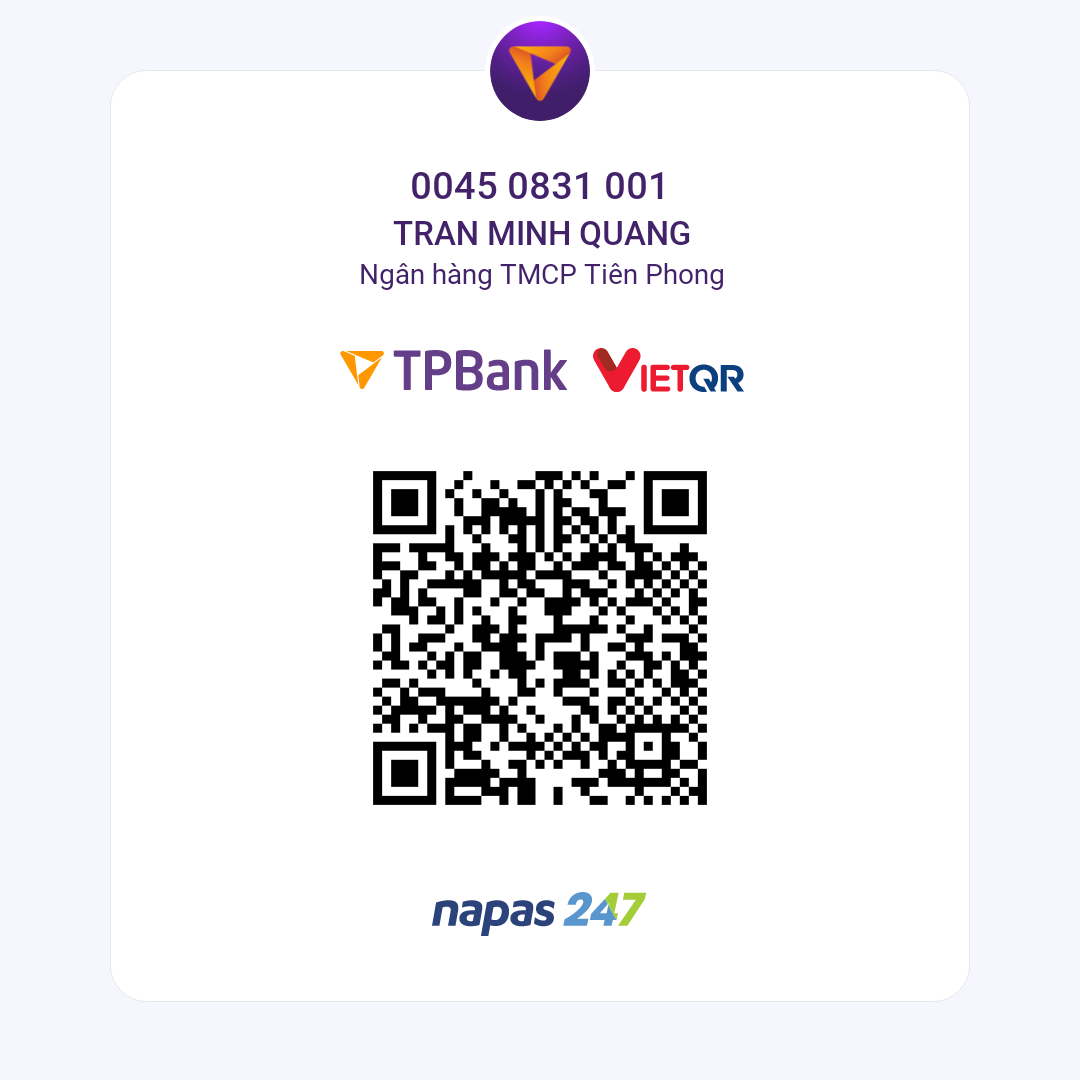 0045 0831 001
TRAN MINH QUANG
Ngân hàng TMCP Tiên Phong
TPBank VIETQR
napas 247